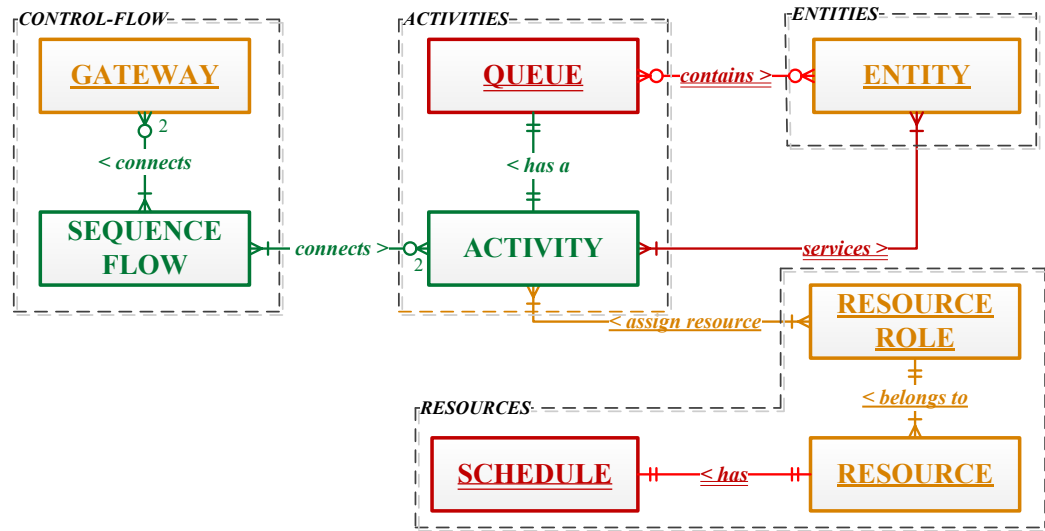 CONTROL-FLOW
GATEWAY
2
< connects
SEQUENCE
FLOW
connects >
2
ACTIVITIES
QUEUE
< has a
ACTIVITY
contains >
ENTITIES
ENTITY
services >
< assign resource
RESOURCE
ROLE
< belongs to
RESOURCES
SCHEDULE
< has
RESOURCE